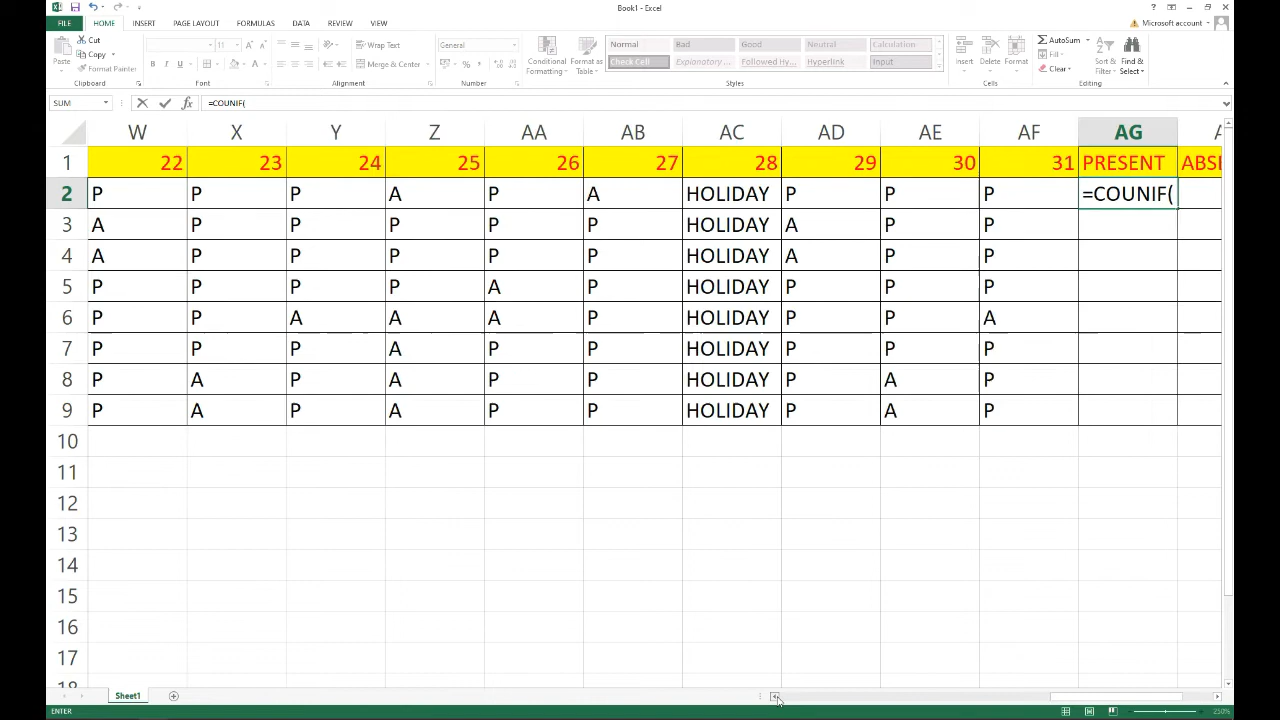 Book1 - Excel
?
FILE HOME INSERT PAGE LAYOUT FORMULAS DATA REVIEW VIEW
Microsoft account
Paste
Cut
Copy
Format Painter
Clipboard
11
A A
B I U
A
Font
Wrap Text
Merge & Center
Alignment
General
%
Number
Conditional Formatting
Format as Table
Normal Bad Good Neutral Calculation
Check Cell Explanatory ... Followed Hy... Hyperlink Input
Styles
Insert Delete Format
Cells
AutoSum
Fill
Clear
Sort & Filter
Find & Select
Editing
SUM fx =COUNIF(
W X Y Z AA AB AC AD AE AF AG A
1 22 23 24 25 26 27 28 29 30 31 PRESENT ABSE
2 P P P A P A HOLIDAY P P P =COUNIF(
3 A P P P P P HOLIDAY A P P
4 A P P P P P HOLIDAY A P P
5 P P P P A P HOLIDAY P P P
6 P P A A A P HOLIDAY P P A
7 P P P A P P HOLIDAY P P P
8 P A P A P P HOLIDAY P A P
9 P A P A P P HOLIDAY P A P
10
11
12
13
14
15
16
17
18
Sheet1
ENTER 250%